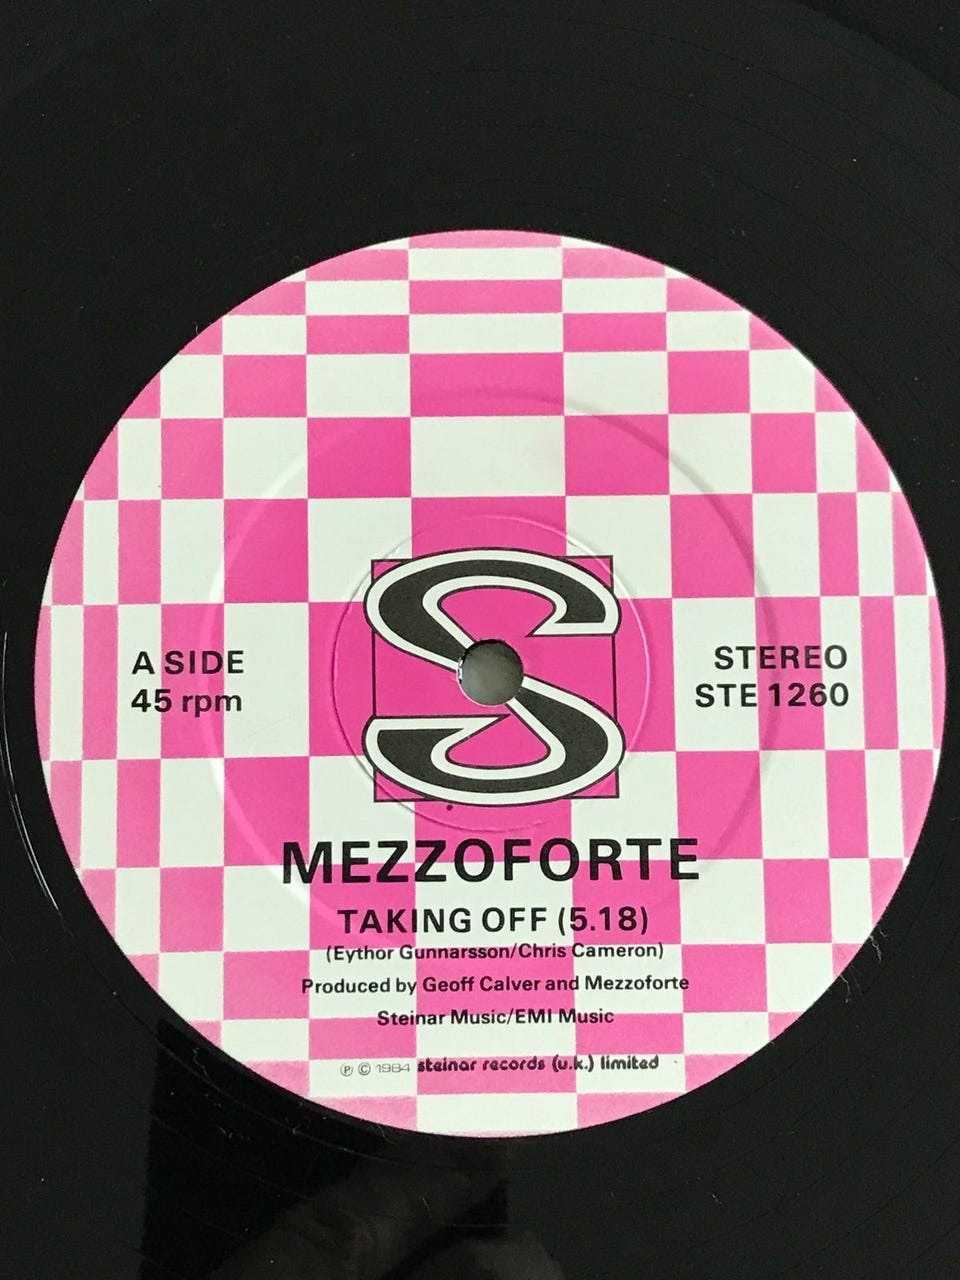 S
A SIDE
45 rpm
STEREO
STE 1260
MEZZOFORTE
TAKING OFF (5.18)
(Eythor Gunnarsson/Chris Cameron)
Produced by Geoff Calver and Mezzoforte
Steinar Music/EMI Music
℗ © 1984 steinar records (u.k.) limited